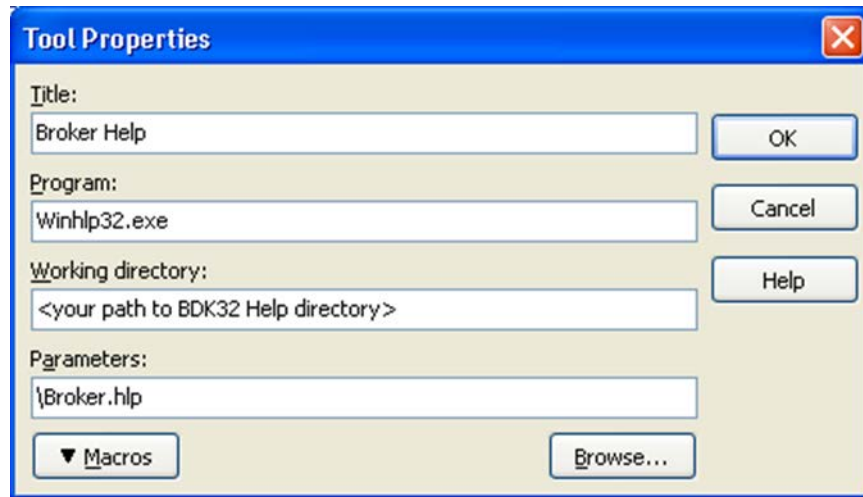 Tool Properties
Title:
Broker Help
OK
Program:
Winhlp32.exe
Cancel
Working directory:
<your path to BDK32 Help directory>
Help
Parameters:
\Broker.hlp
▼ Macros
Browse...